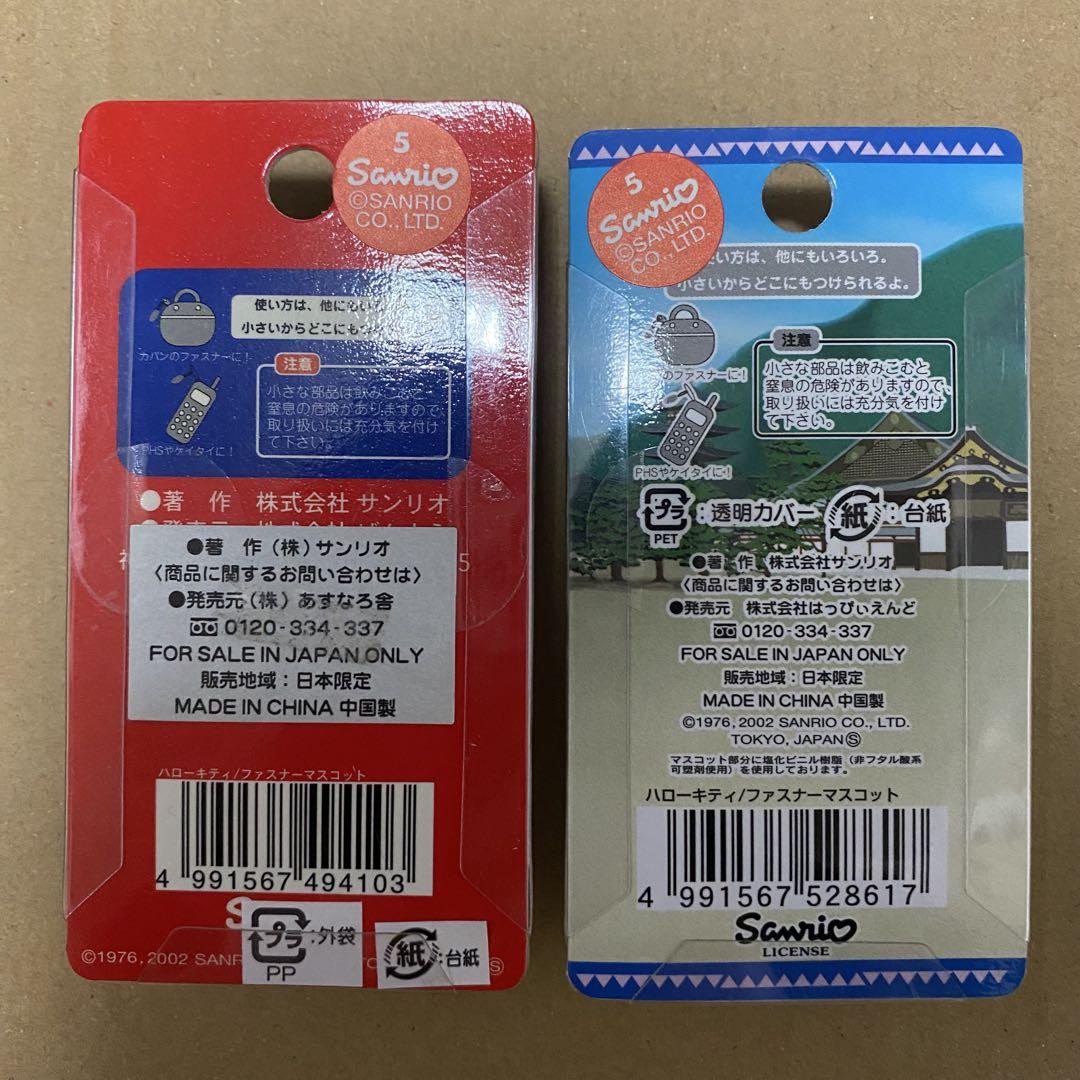 5
Sanrio
©SANRIO
CO., LTD.
使い方は、他にもいろ
小さいからどこにもつけら
カバンのファスナーに!
注意
小さな部品は飲みこむと
窒息の危険がありますので、
取り扱いには充分気を付け
て下さい。
PHSやケイタイに!
●著 作 株式会社 サンリオ
●著 作(株)サンリオ
〈商品に関するお問い合わせは〉
●発売元(株)あすなろ舎
0120-334-337
FOR SALE IN JAPAN ONLY
販売地域:日本限定
MADE IN CHINA 中国製
5
ハローキティ/ファスナーマスコット
4 991567 494103
プラ :外袋
PP
紙 :台紙
©1976, 2002 SANR
5
Sanrio
©SANRIO
CO., LTD.
い方は、他にもいろいろ。
小さいからどこにもつけられるよ。
のファスナーに!
注意
小さな部品は飲みこむと
窒息の危険がありますので、
取り扱いには充分気を付け
て下さい。
PHSやケイタイに!
プラ :透明カバー 紙 :台紙
PET
●著 作 株式会社サンリオ
〈商品に関するお問い合わせは〉
●発売元 株式会社はっぴぃえんど
0120-334-337
FOR SALE IN JAPAN ONLY
販売地域:日本限定
MADE IN CHINA 中国製
©1976, 2002 SANRIO CO., LTD.
TOKYO, JAPAN Ⓢ
マスコット部分に塩化ビニル樹脂(非フタル酸系
可塑剤使用)を使用しております。
ハローキティ/ファスナーマスコット
4 991567 528617
Sanrio
LICENSE